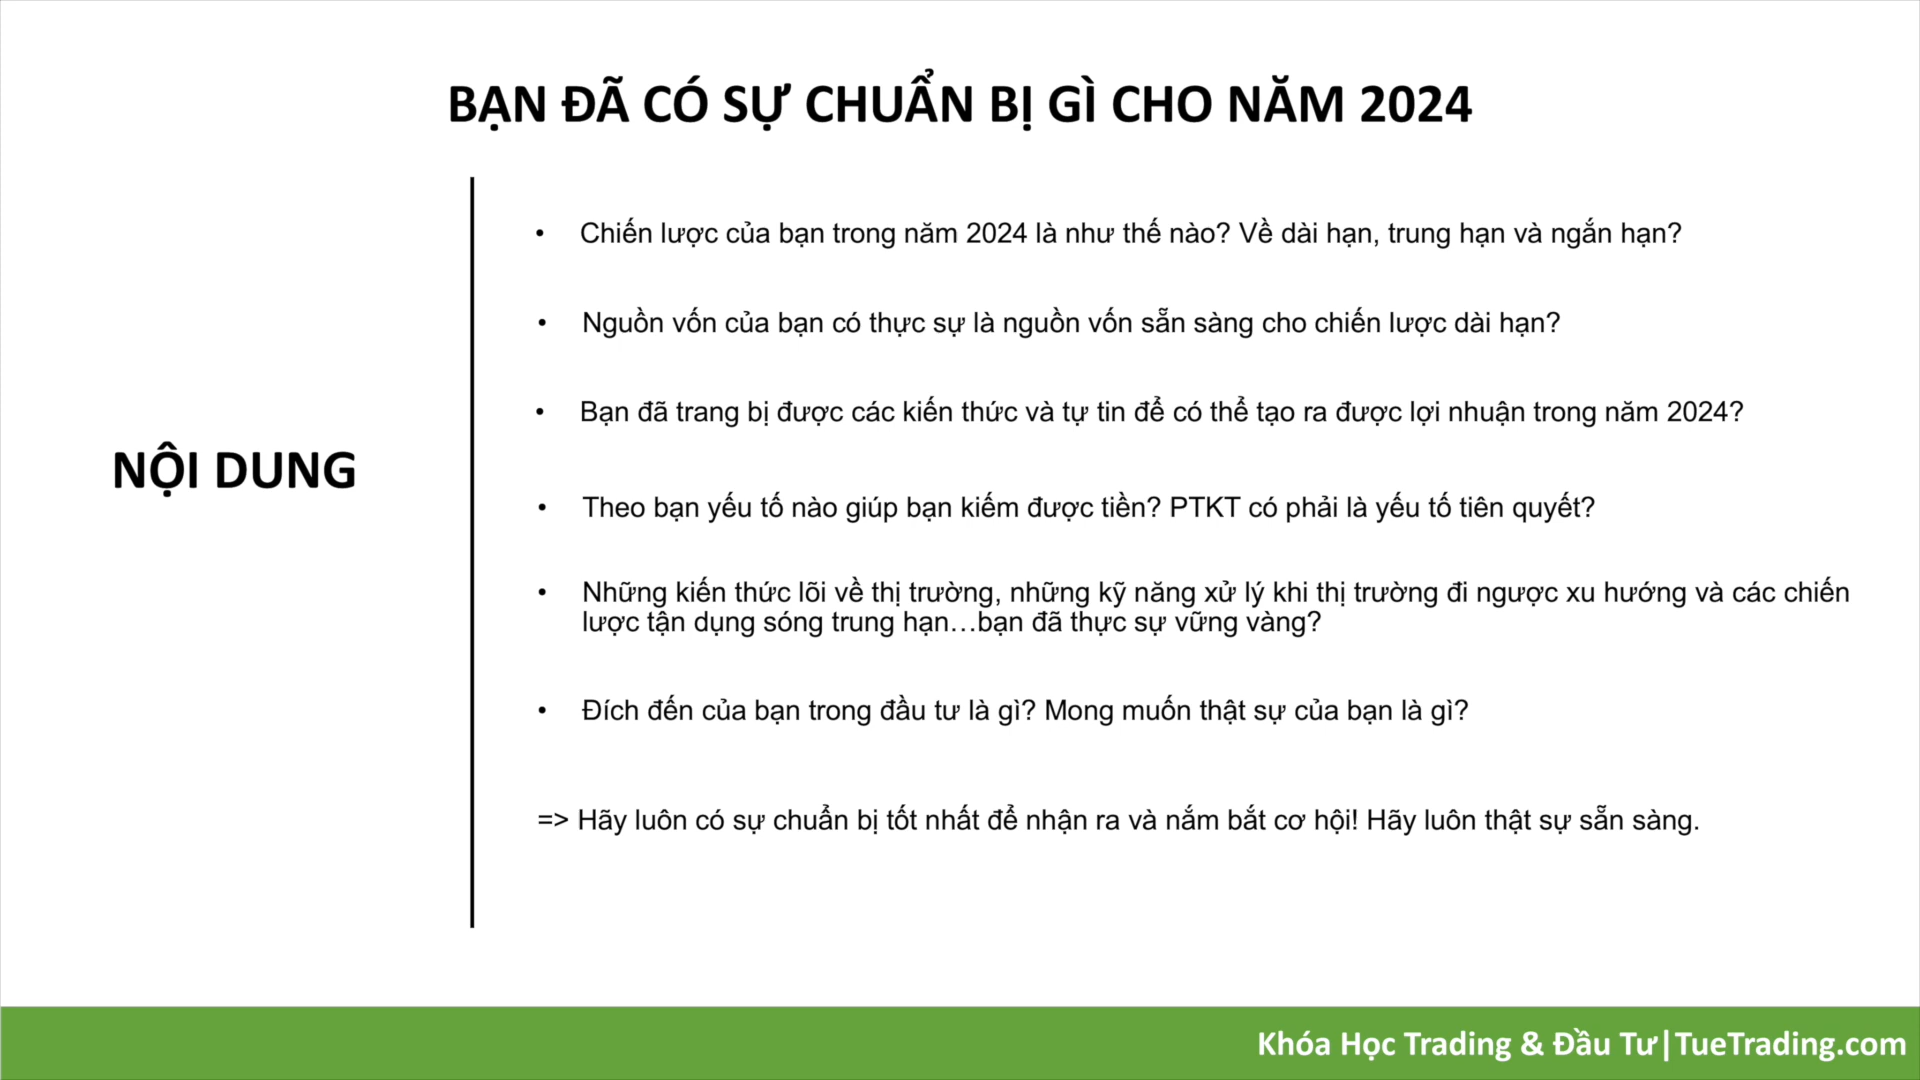 BẠN ĐÃ CÓ SỰ CHUẨN BỊ GÌ CHO NĂM 2024
NỘI DUNG
• Chiến lược của bạn trong năm 2024 là như thế nào? Về dài hạn, trung hạn và ngắn hạn?
• Nguồn vốn của bạn có thực sự là nguồn vốn sẵn sàng cho chiến lược dài hạn?
• Bạn đã trang bị được các kiến thức và tự tin để có thể tạo ra được lợi nhuận trong năm 2024?
• Theo bạn yếu tố nào giúp bạn kiếm được tiền? PTKT có phải là yếu tố tiên quyết?
• Những kiến thức lõi về thị trường, những kỹ năng xử lý khi thị trường đi ngược xu hướng và các chiến
lược tận dụng sóng trung hạn…bạn đã thực sự vững vàng?
• Đích đến của bạn trong đầu tư là gì? Mong muốn thật sự của bạn là gì?
=> Hãy luôn có sự chuẩn bị tốt nhất để nhận ra và nắm bắt cơ hội! Hãy luôn thật sự sẵn sàng.
Khóa Học Trading & Đầu Tư|TueTrading.com